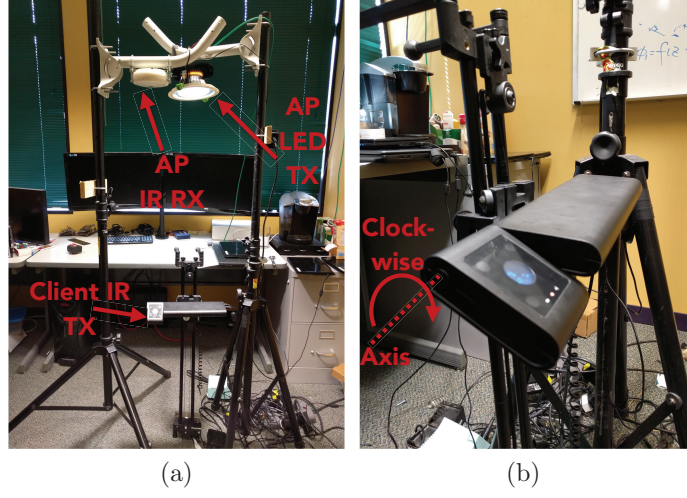 AP
LED
TX
AP
IR RX
Client IR
TX
Clock-
wise
Axis
(a)
(b)